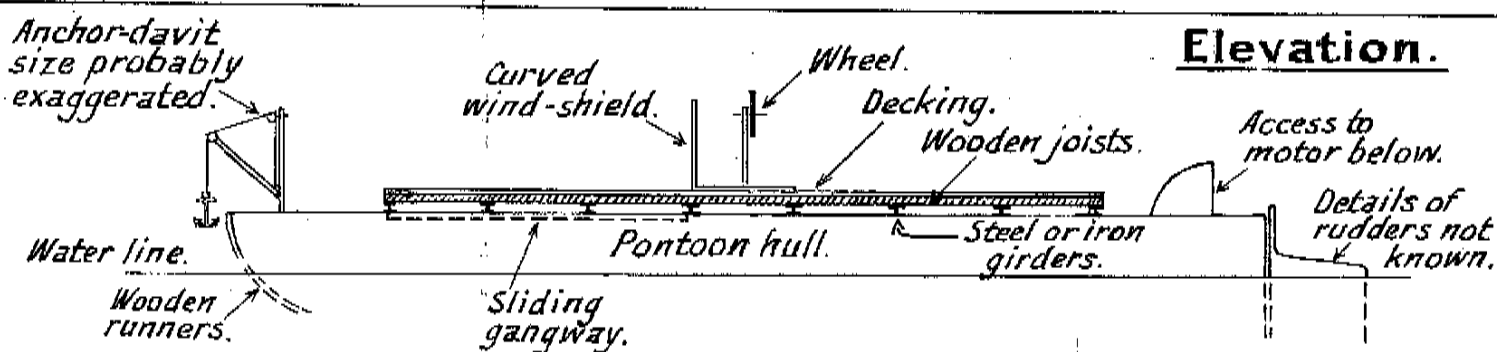 Elevation.
Anchor-davit
size probably
exaggerated.
Curved
wind-shield.
Wheel.
Decking.
Wooden joists.
Access to
motor below.
Details of
rudders not
known.
Steel or iron
girders.
Pontoon hull.
Water line.
Wooden
runners.
Sliding
gangway.